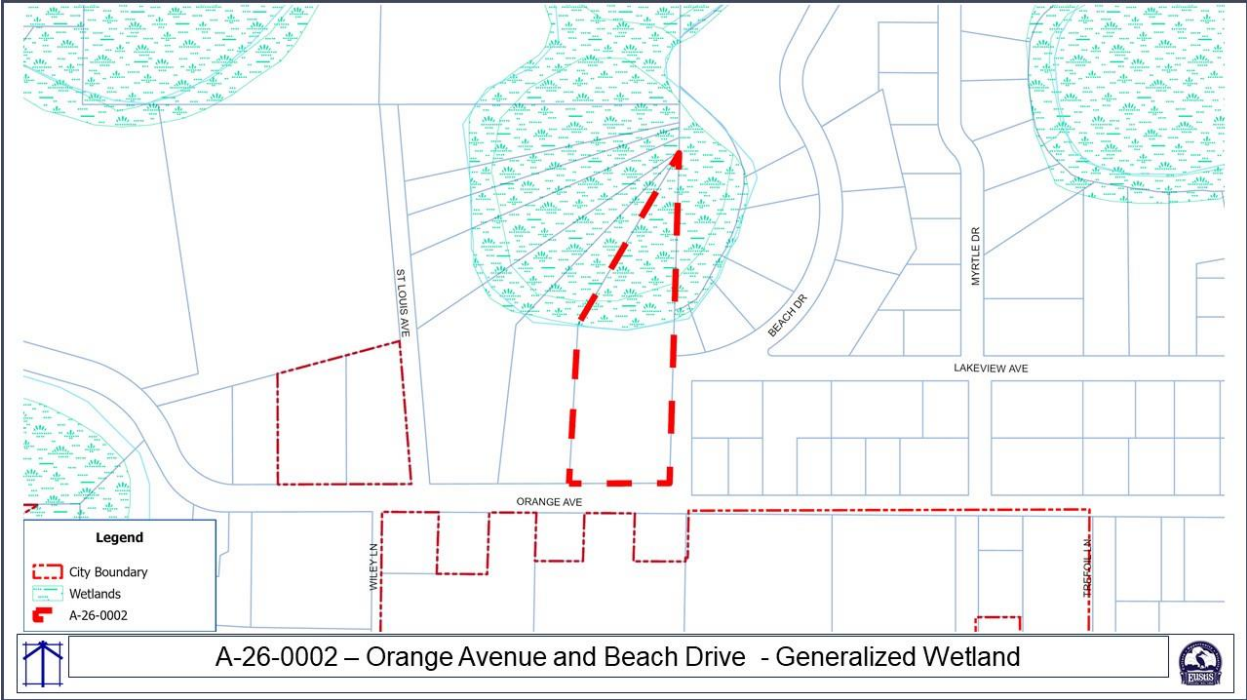 ST LOUIS AVE
BEACH DR
MYRTLE DR
LAKEVIEW AVE
ORANGE AVE
WILEY LN
TREFOIL LN
Legend
City Boundary
Wetlands
A-26-0002
A-26-0002 – Orange Avenue and Beach Drive - Generalized Wetland